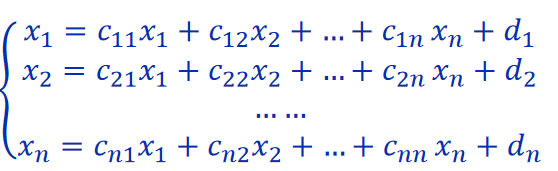 x₁ = c₁₁x₁ + c₁₂x₂ + ... + c₁ₙ xₙ + d₁
x₂ = c₂₁x₁ + c₂₂x₂ + ... + c₂ₙ xₙ + d₂
... ...
xₙ = cₙ₁x₁ + cₙ₂x₂ + ... + cₙₙ xₙ + dₙ